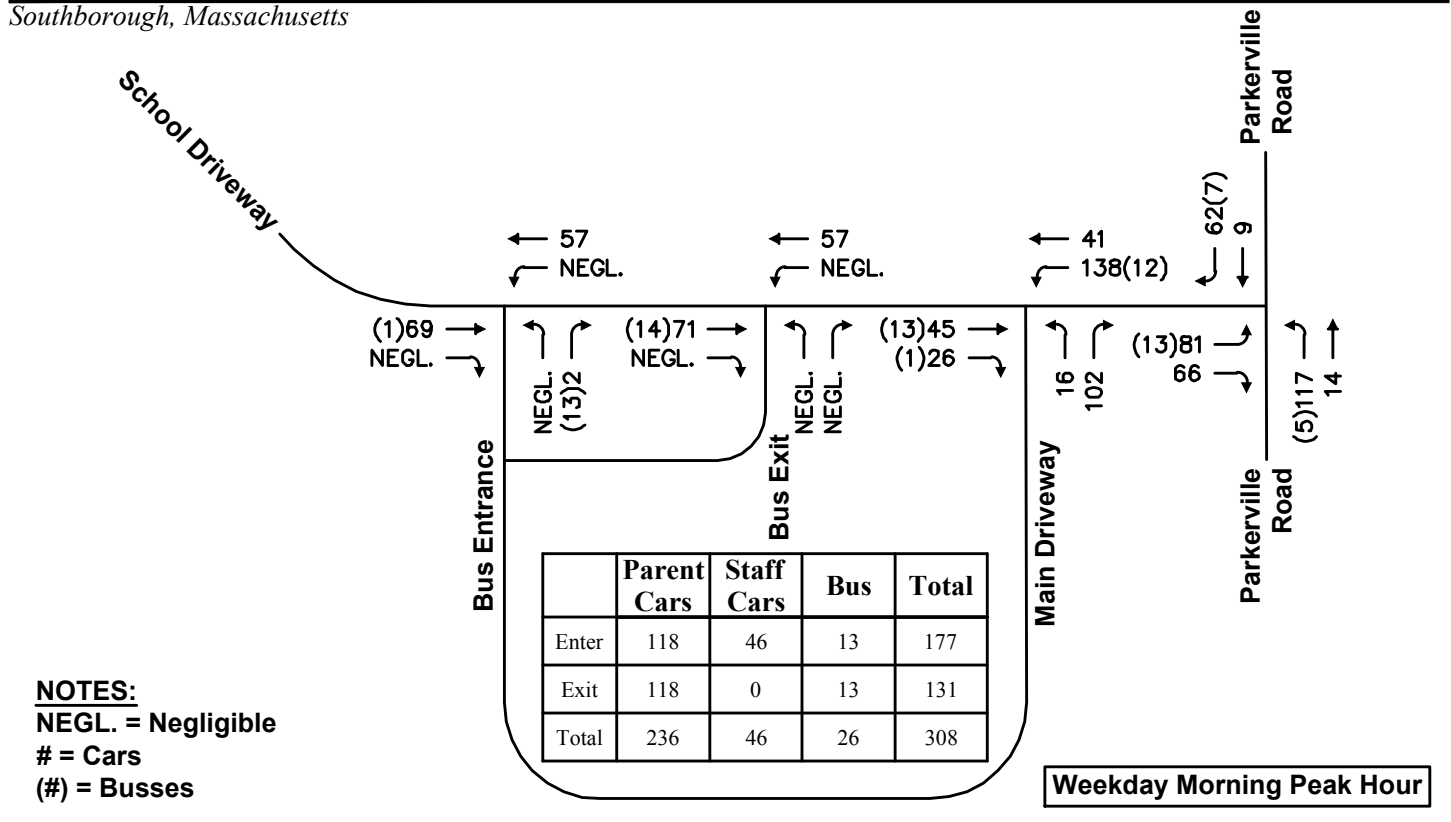 Southborough, Massachusetts
Parkerville
Road
School Driveway
62(7)
9
57
NEGL.
57
NEGL.
41
138(12)
(1)69
NEGL.
NEGL.
(13)2
(14)71
NEGL.
NEGL.
NEGL.
(13)45
(1)26
16
102
(13)81
66
(5)117
14
Bus Entrance
Bus Exit
Main Driveway
Parkerville
Road
Parent Staff
Cars Cars Bus Total
Enter 118 46 13 177
Exit 118 0 13 131
Total 236 46 26 308
NOTES:
NEGL. = Negligible
# = Cars
(#) = Busses
Weekday Morning Peak Hour